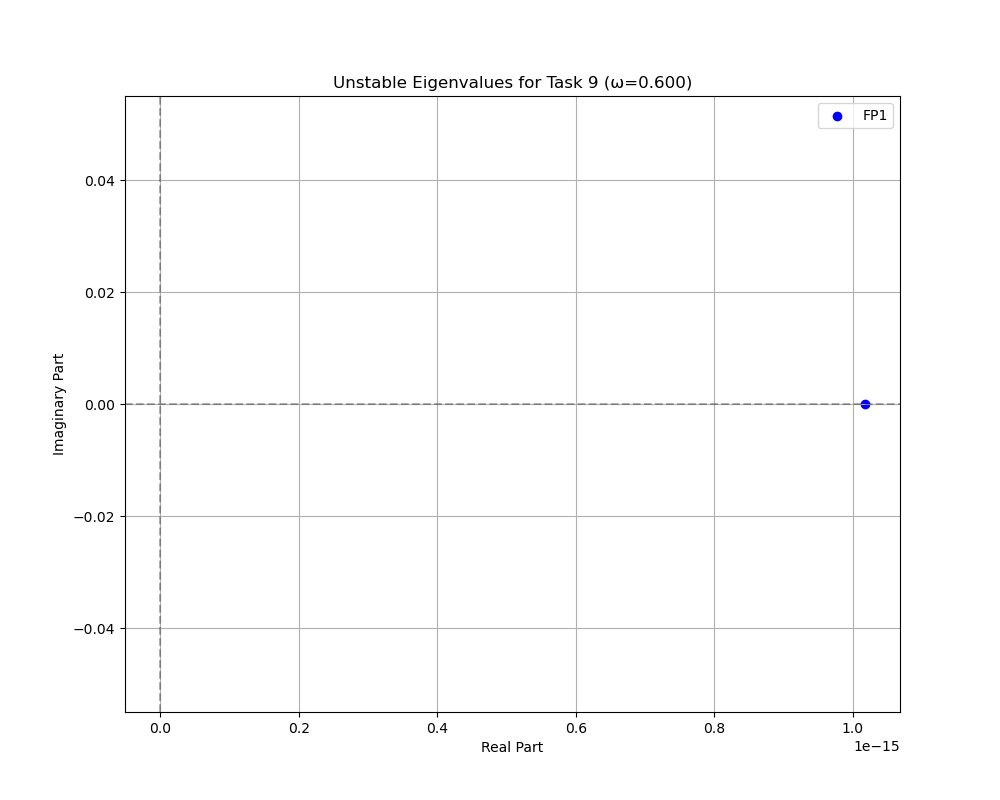 Unstable Eigenvalues for Task 9 (ω=0.600)
FP1
0.04
0.02
0.00
−0.02
−0.04
Imaginary Part
0.0 0.2 0.4 0.6 0.8 1.0
1e−15
Real Part